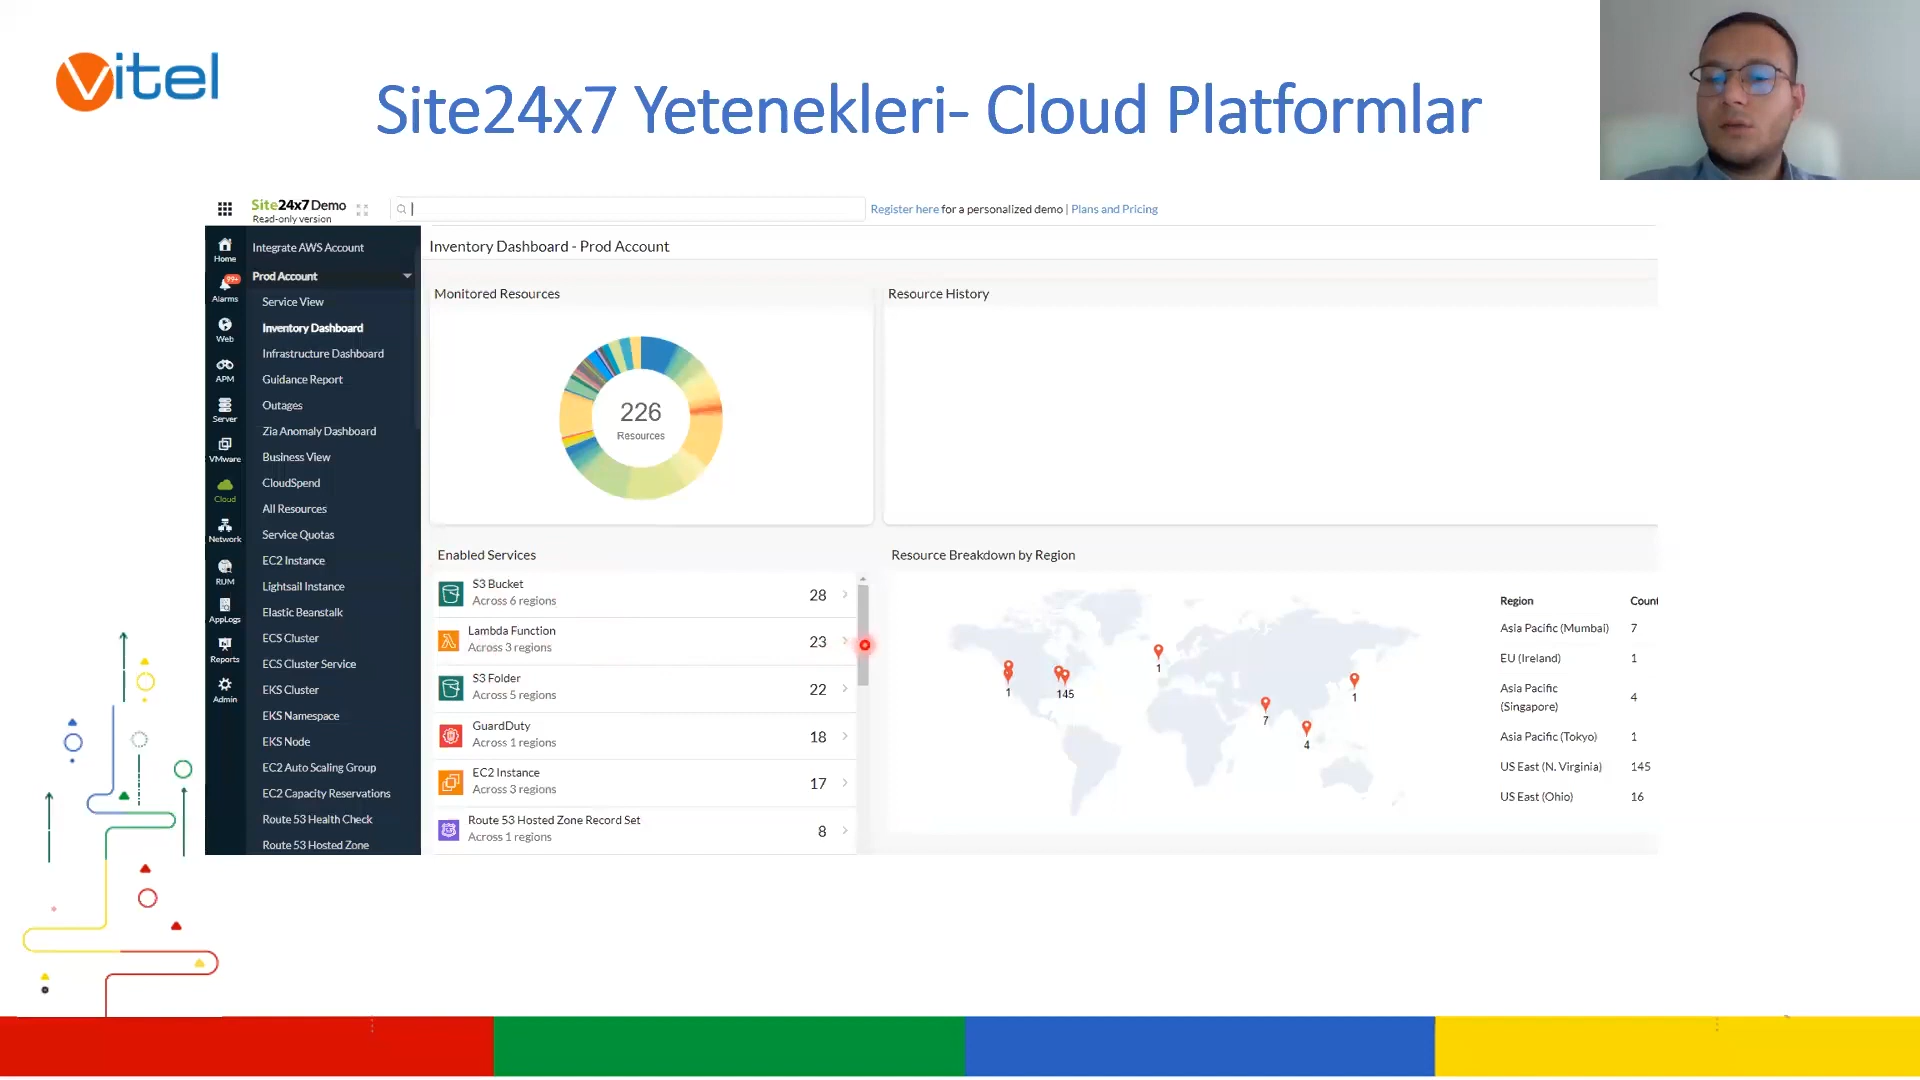 vitel
Site24x7 Yetenekleri- Cloud Platformlar
Site24x7 Demo
Read-only version
Register here for a personalized demo | Plans and Pricing
Home
99+
Alarms
Web
APM
Server
VMware
Cloud
Network
RUM
AppLogs
Reports
Admin
Integrate AWS Account
Prod Account
Service View
Inventory Dashboard
Infrastructure Dashboard
Guidance Report
Outages
Zia Anomaly Dashboard
Business View
CloudSpend
All Resources
Service Quotas
EC2 Instance
Lightsail Instance
Elastic Beanstalk
ECS Cluster
ECS Cluster Service
EKS Cluster
EKS Namespace
EKS Node
EC2 Auto Scaling Group
EC2 Capacity Reservations
Route 53 Health Check
Route 53 Hosted Zone
Inventory Dashboard - Prod Account
Monitored Resources
226
Resources
Resource History
Enabled Services
S3 Bucket
Across 6 regions
28
Lambda Function
Across 3 regions
23
S3 Folder
Across 5 regions
22
GuardDuty
Across 1 regions
18
EC2 Instance
Across 3 regions
17
Route 53 Hosted Zone Record Set
Across 1 regions
8
Resource Breakdown by Region
1
145
1
7
4
1
Region Count
Asia Pacific (Mumbai) 7
EU (Ireland) 1
Asia Pacific
(Singapore) 4
Asia Pacific (Tokyo) 1
US East (N. Virginia) 145
US East (Ohio) 16